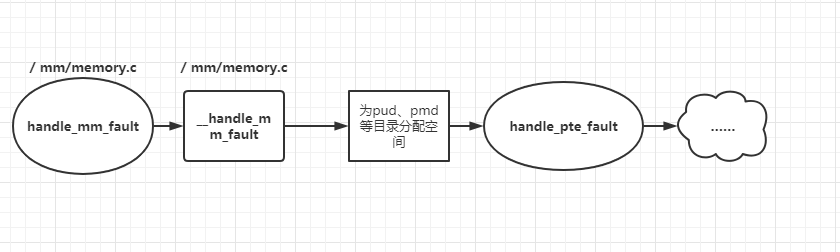 / mm/memory.c
/ mm/memory.c
handle_mm_fault
__handle_m
m_fault
为pud、pmd
等目录分配空
间
handle_pte_fault
......